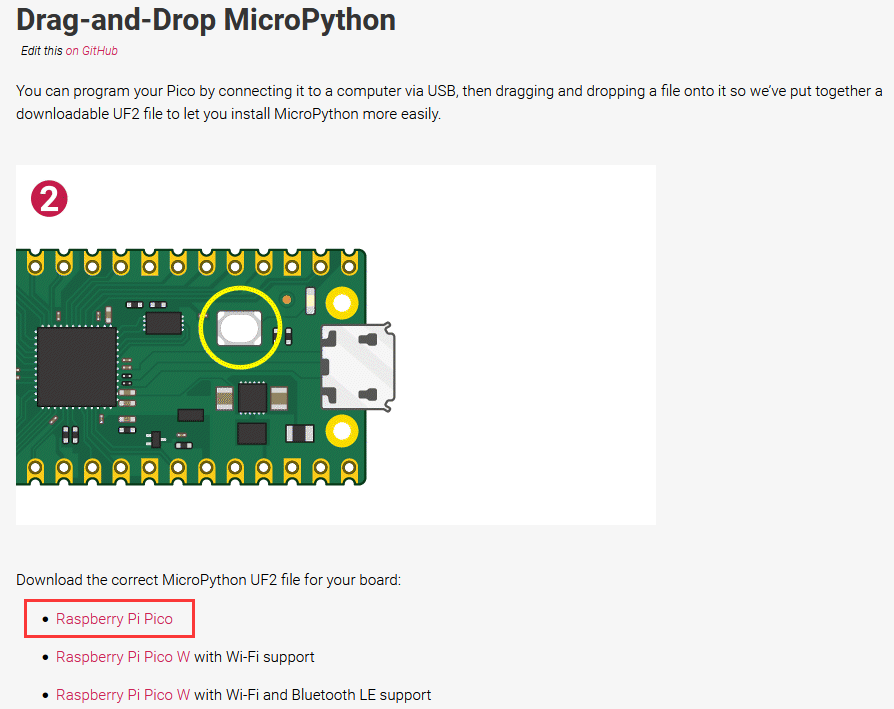 Drag-and-Drop MicroPython
Edit this on GitHub
You can program your Pico by connecting it to a computer via USB, then dragging and dropping a file onto it so we’ve put together a
downloadable UF2 file to let you install MicroPython more easily.
2
Download the correct MicroPython UF2 file for your board:
• Raspberry Pi Pico
• Raspberry Pi Pico W with Wi-Fi support
• Raspberry Pi Pico W with Wi-Fi and Bluetooth LE support